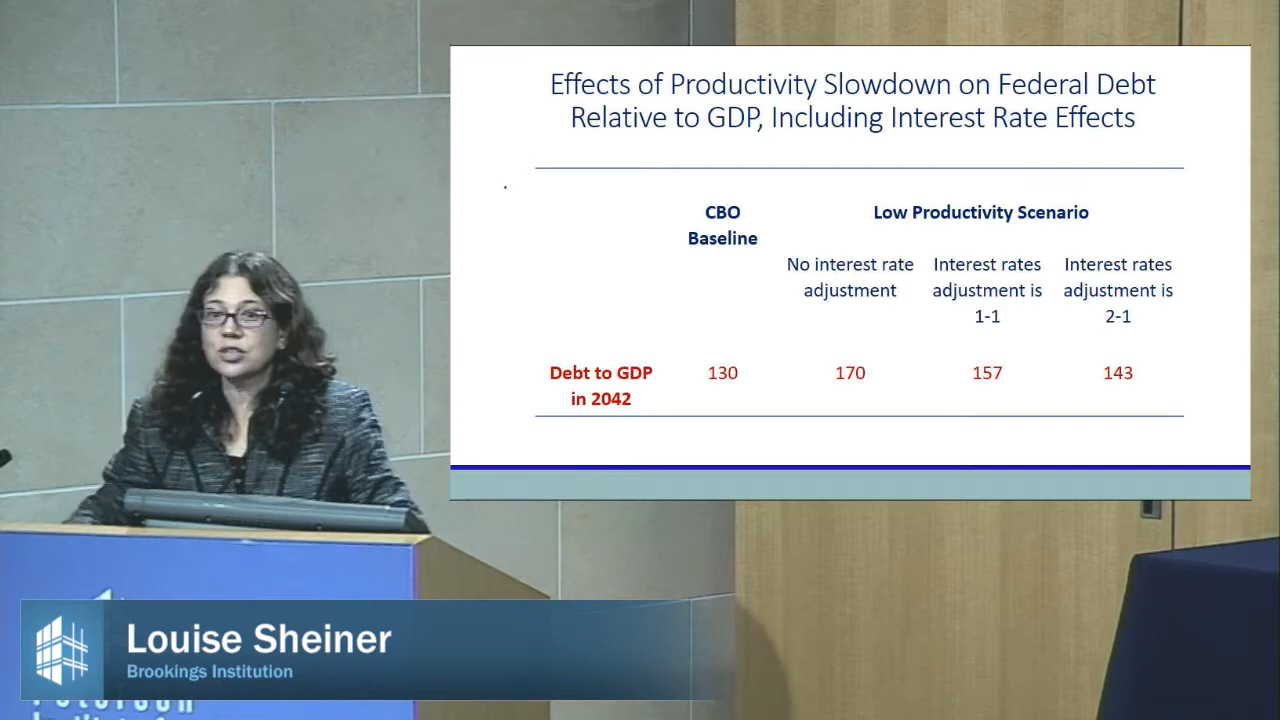 Effects of Productivity Slowdown on Federal Debt
Relative to GDP, Including Interest Rate Effects
CBO
Baseline
Low Productivity Scenario
No interest rate
adjustment
Interest rates
adjustment is
1-1
Interest rates
adjustment is
2-1
Debt to GDP
in 2042
130
170
157
143
Louise Sheiner
Brookings Institution